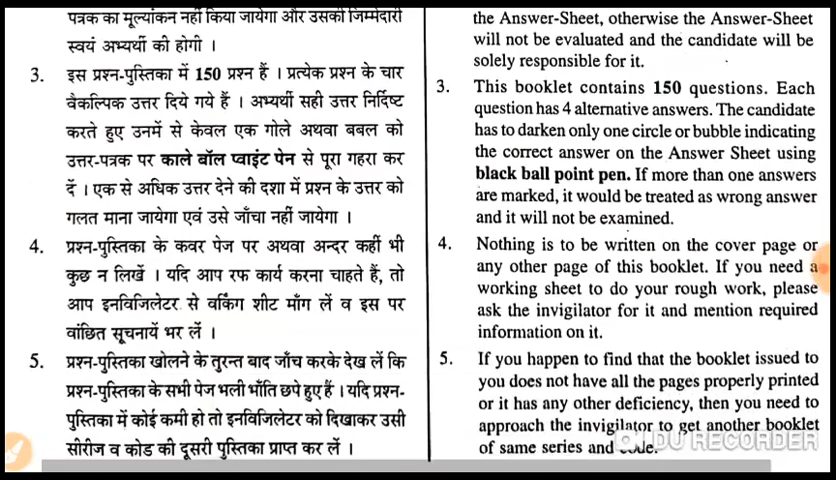 पत्रक का मूल्यांकन नहीं किया जायेगा और उसकी जिम्मेदारी
स्वयं अभ्यर्थी की होगी ।
3. इस प्रश्न-पुस्तिका में 150 प्रश्न हैं । प्रत्येक प्रश्न के चार
वैकल्पिक उत्तर दिये गये हैं । अभ्यर्थी सही उत्तर निर्दिष्ट
करते हुए उनमें से केवल एक गोले अथवा बबल को
उत्तर-पत्रक पर काले बॉल प्वाइंट पेन से पूरा गहरा कर
दें । एक से अधिक उत्तर देने की दशा में प्रश्न के उत्तर को
गलत माना जायेगा एवं उसे जाँचा नहीं जायेगा ।
4. प्रश्न-पुस्तिका के कवर पेज पर अथवा अन्दर कहीं भी
कुछ न लिखें । यदि आप रफ कार्य करना चाहते हैं, तो
आप इनविजिलेटर से वर्किंग शीट माँग लें व इस पर
वांछित सूचनायें भर लें ।
5. प्रश्न-पुस्तिका खोलने के तुरन्त बाद जाँच करके देख लें कि
प्रश्न-पुस्तिका के सभी पेज भली भाँति छपे हुए हैं । यदि प्रश्न-
पुस्तिका में कोई कमी हो तो इनविजिलेटर को दिखाकर उसी
सीरीज व कोड की दूसरी पुस्तिका प्राप्त कर लें ।
the Answer-Sheet, otherwise the Answer-Sheet
will not be evaluated and the candidate will be
solely responsible for it.
3. This booklet contains 150 questions. Each
question has 4 alternative answers. The candidate
has to darken only one circle or bubble indicating
the correct answer on the Answer Sheet using
black ball point pen. If more than one answers
are marked, it would be treated as wrong answer
and it will not be examined.
4. Nothing is to be written on the cover page or
any other page of this booklet. If you need a
working sheet to do your rough work, please
ask the invigilator for it and mention required
information on it.
5. If you happen to find that the booklet issued to
you does not have all the pages properly printed
or it has any other deficiency, then you need to
approach the invigilator to get another booklet
of same series and code.
DU RECORDER